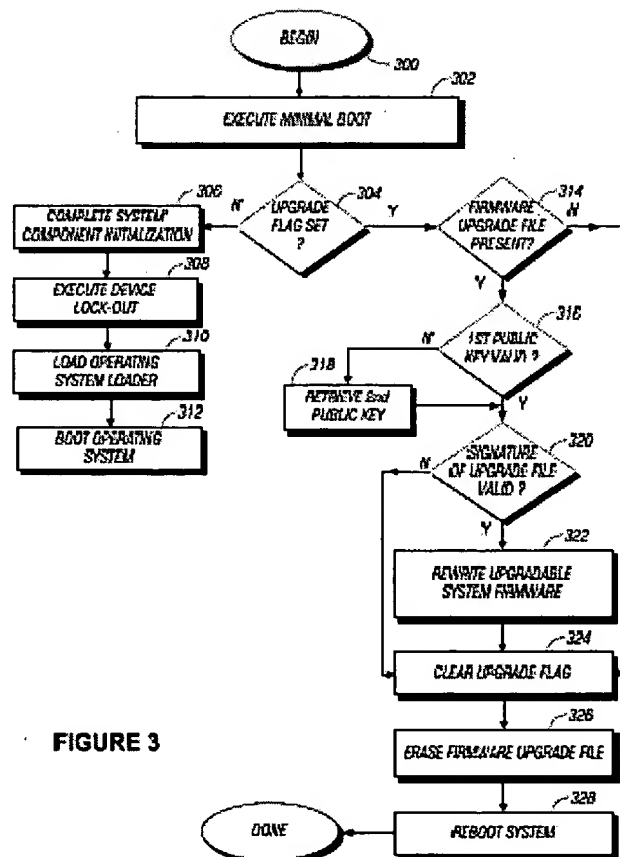 BEGIN
300
302
EXECUTE MINIMAL BOOT
304
UPGRADE
FLAG SET
?
N
Y
306
COMPLETE SYSTEM
COMPONENT INITIALIZATION
308
EXECUTE DEVICE
LOCK-OUT
310
LOAD OPERATING
SYSTEM LOADER
312
BOOT OPERATING
SYSTEM
314
FIRMWARE
UPGRADE FILE
PRESENT?
N
Y
316
1ST PUBLIC
KEY VALID ?
N
Y
318
RETRIEVE 2nd
PUBLIC KEY
320
SIGNATURE
OF UPGRADE FILE
VALID ?
N
Y
322
REWRITE UPGRADABLE
SYSTEM FIRMWARE
324
CLEAR UPGRADE FLAG
326
ERASE FIRMWARE UPGRADE FILE
328
REBOOT SYSTEM
DONE
FIGURE 3